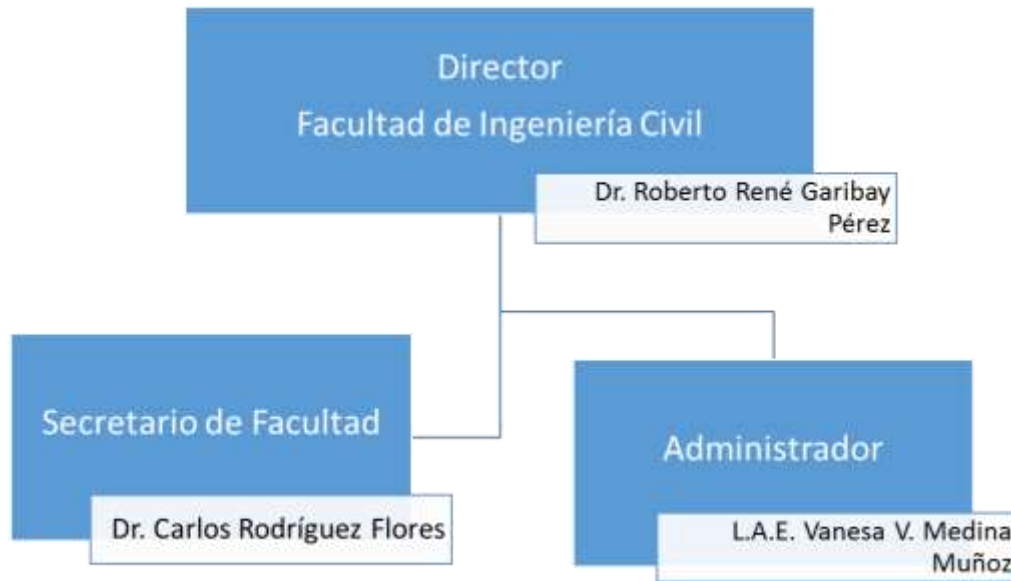 Director
Facultad de Ingeniería Civil
Dr. Roberto René Garibay
Pérez
Secretario de Facultad
Dr. Carlos Rodríguez Flores
Administrador
L.A.E. Vanesa V. Medina
Muñoz